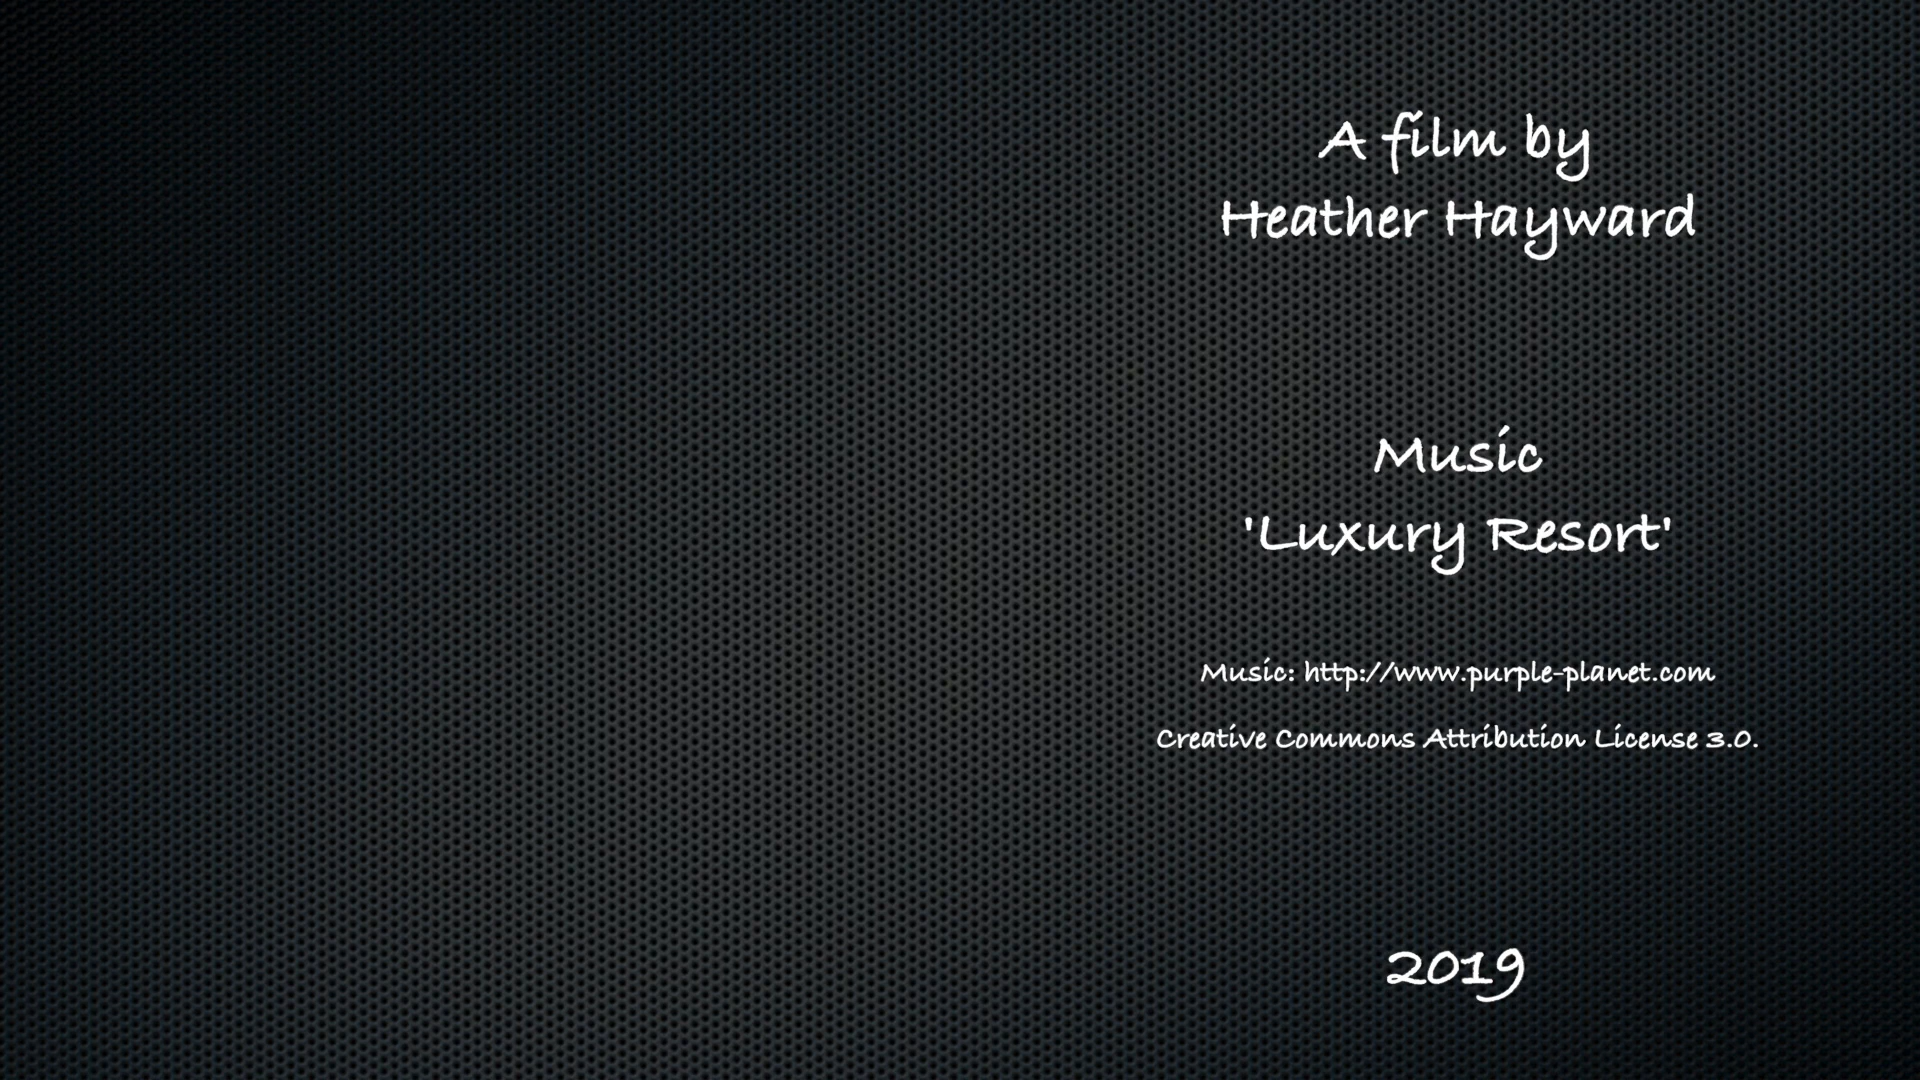 A film by
Heather Hayward
Music
'Luxury Resort'
Music: http://www.purple-planet.com
Creative Commons Attribution License 3.0.
2019